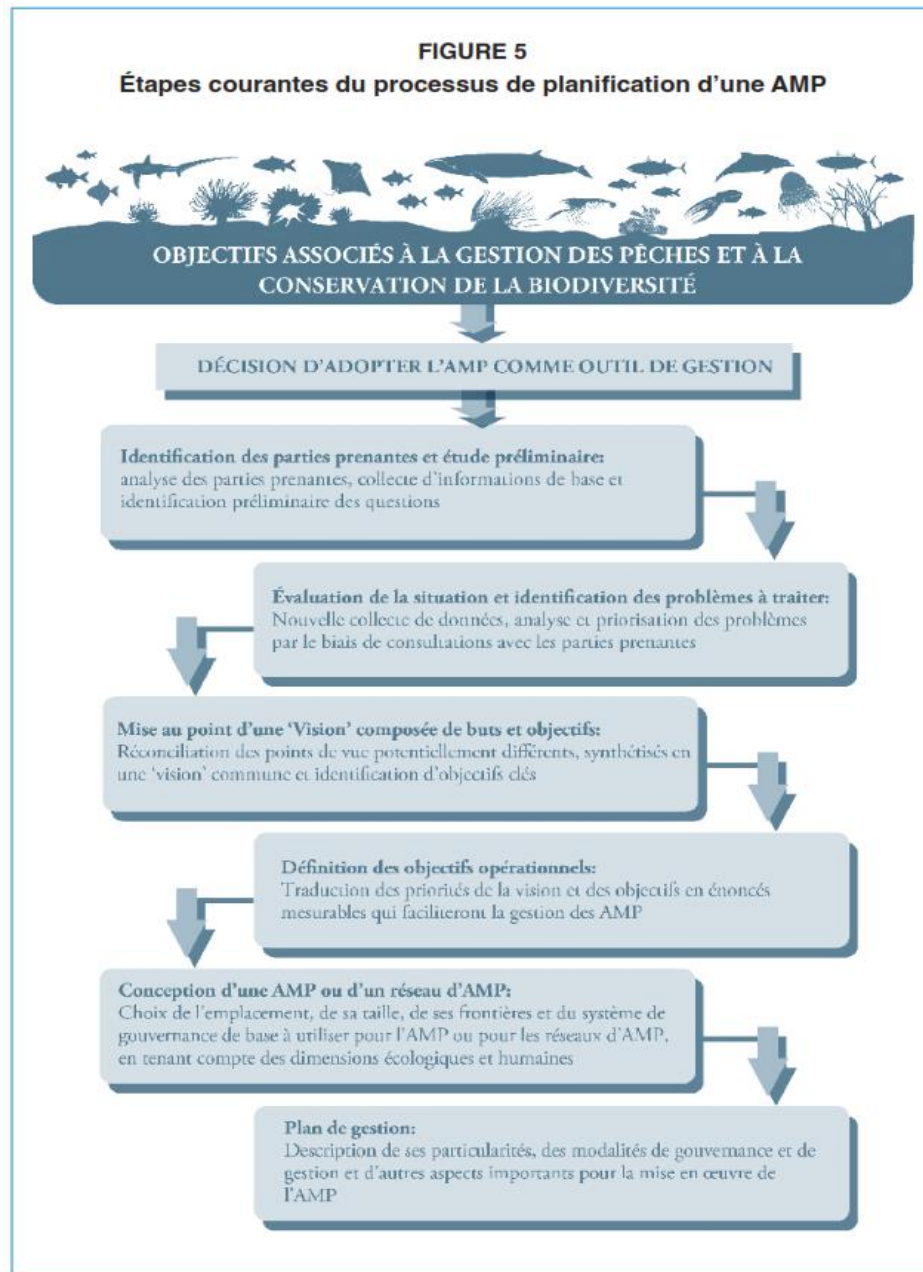 FIGURE 5
Étapes courantes du processus de planification d’une AMP
OBJECTIFS ASSOCIÉS À LA GESTION DES PÊCHES ET À LA
CONSERVATION DE LA BIODIVERSITÉ
DÉCISION D’ADOPTER L’AMP COMME OUTIL DE GESTION
Identification des parties prenantes et étude préliminaire:
analyse des parties prenantes, collecte d’informations de base et
identification préliminaire des questions
Évaluation de la situation et identification des problèmes à traiter:
Nouvelle collecte de données, analyse et priorisation des problèmes
par le biais de consultations avec les parties prenantes
Mise au point d’une ‘Vision’ composée de buts et objectifs:
Réconciliation des points de vue potentiellement différents, synthétisés en
une ‘vision’ commune et identification d’objectifs clés
Définition des objectifs opérationnels:
Traduction des priorités de la vision et des objectifs en énoncés
mesurables qui faciliteront la gestion des AMP
Conception d’une AMP ou d’un réseau d’AMP:
Choix de l’emplacement, de sa taille, de ses frontières et du système de
gouvernance de base à utiliser pour l’AMP ou pour les réseaux d’AMP,
en tenant compte des dimensions écologiques et humaines
Plan de gestion:
Description de ses particularités, des modalités de gouvernance et de
gestion et d’autres aspects importants pour la mise en œuvre de
l’AMP